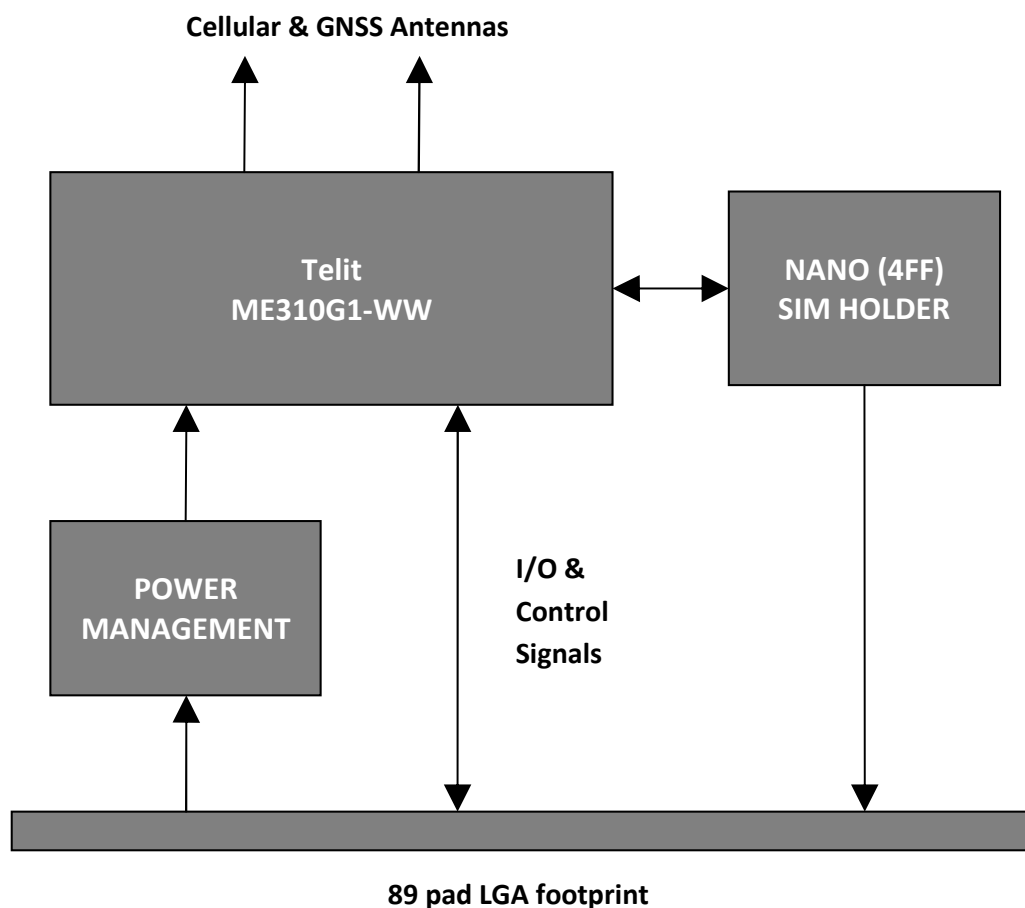 Cellular & GNSS Antennas
Telit
ME310G1-WW
NANO (4FF)
SIM HOLDER
POWER
MANAGEMENT
I/O &
Control
Signals
89 pad LGA footprint